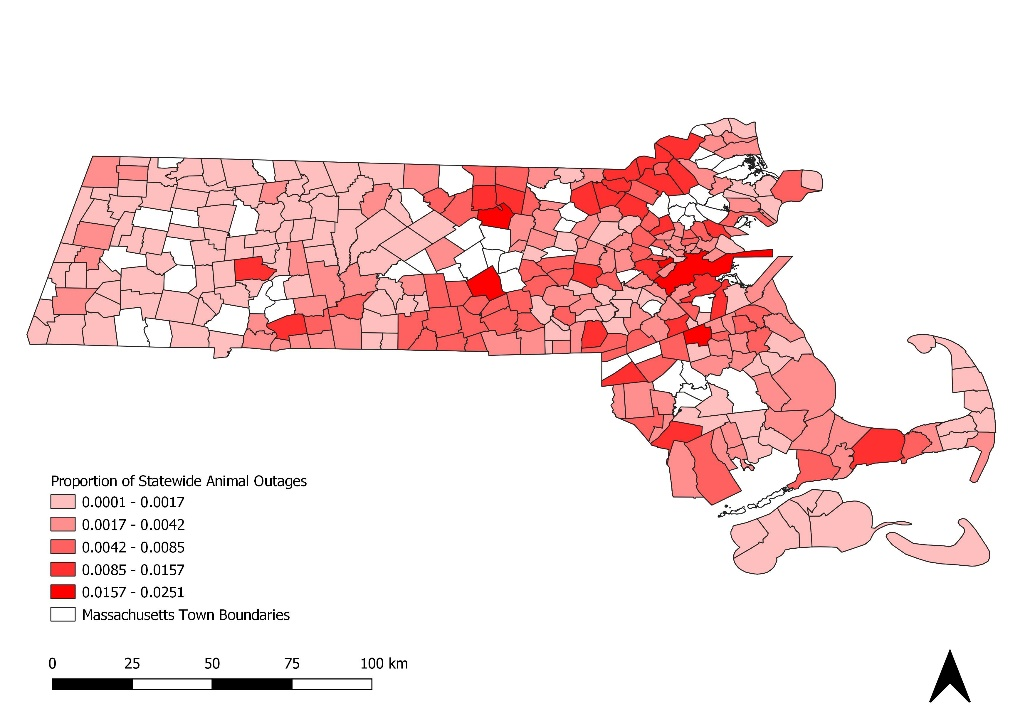 Proportion of Statewide Animal Outages
0.0001 - 0.0017
0.0017 - 0.0042
0.0042 - 0.0085
0.0085 - 0.0157
0.0157 - 0.0251
Massachusetts Town Boundaries
0 25 50 75 100 km